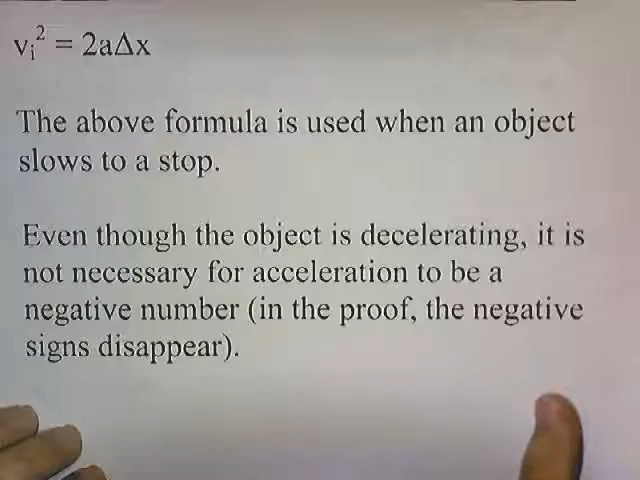 vᵢ² = 2aΔx
The above formula is used when an object
slows to a stop.
Even though the object is decelerating, it is
not necessary for acceleration to be a
negative number (in the proof, the negative
signs disappear).